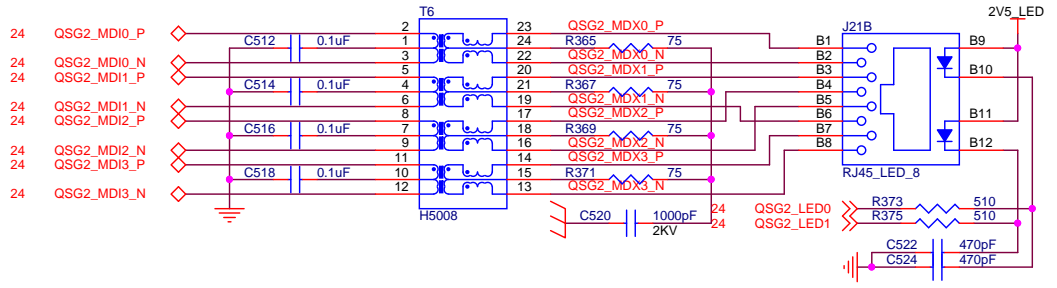 T6
2V5_LED
24 QSG2_MDI0_P 2 23 QSG2_MDX0_P J21B
C512 0.1uF 1 24 R365 75 B1 B9
24 QSG2_MDI0_N 3 22 QSG2_MDX0_N B2
24 QSG2_MDI1_P 5 20 QSG2_MDX1_P B3 B10
C514 0.1uF 4 21 R367 75 B4
24 QSG2_MDI1_N 6 19 QSG2_MDX1_N B5
24 QSG2_MDI2_P 8 17 QSG2_MDX2_P B6 B11
C516 0.1uF 7 18 R369 75 B7
24 QSG2_MDI2_N 9 16 QSG2_MDX2_N B8 B12
24 QSG2_MDI3_P 11 14 QSG2_MDX3_P
C518 0.1uF 10 15 R371 75 RJ45_LED_8
24 QSG2_MDI3_N 12 13 QSG2_MDX3_N
H5008
C520 1000pF
2KV
24 QSG2_LED0 R373 510
24 QSG2_LED1 R375 510
C522 470pF
C524 470pF